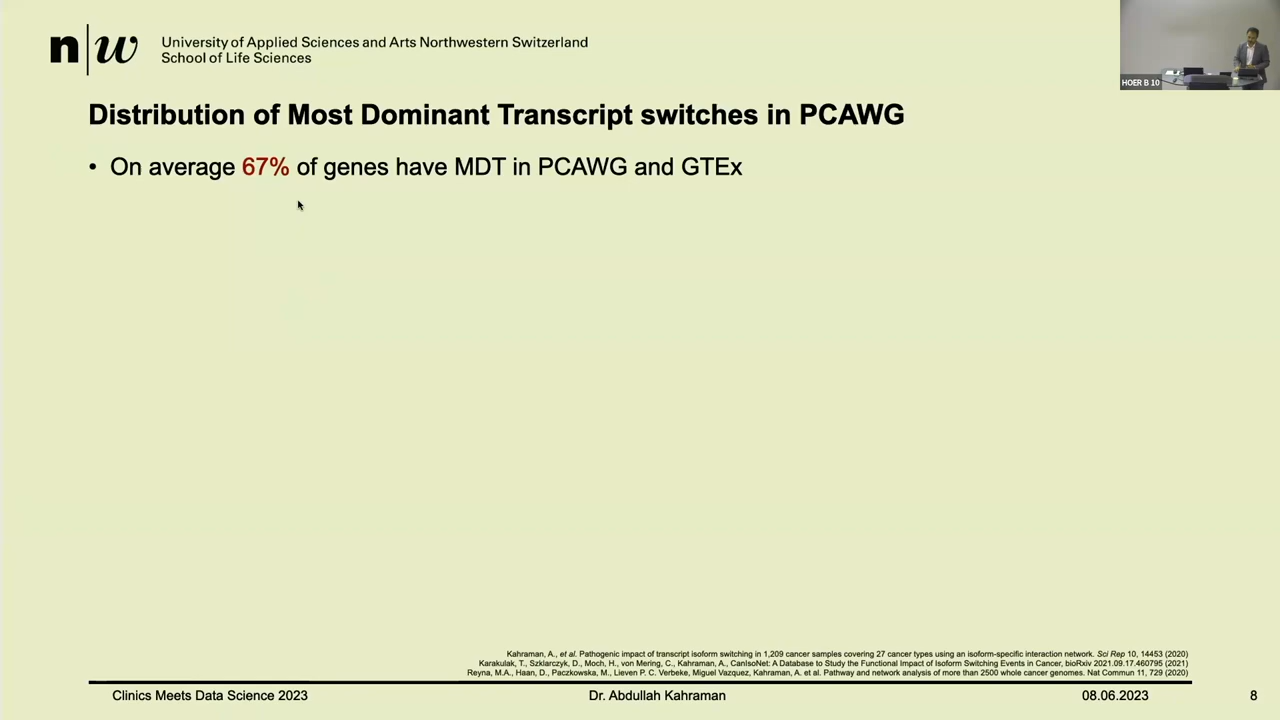 n|w University of Applied Sciences and Arts Northwestern Switzerland
School of Life Sciences
HOER B 10
Distribution of Most Dominant Transcript switches in PCAWG
• On average 67% of genes have MDT in PCAWG and GTEx
Kahraman, A., et al. Pathogenic impact of transcript isoform switching in 1,209 cancer samples covering 27 cancer types using an isoform-specific interaction network. Sci Rep 10, 14453 (2020)
Karakulak, T., Szklarczyk, D., Moch, H., von Mering, C., Kahraman, A., CanIsoNet: A Database to Study the Functional Impact of Isoform Switching Events in Cancer, bioRxiv 2021.09.17.460795 (2021)
Reyna, M.A., Haan, D., Paczkowska, M., Lieven P. C. Verbeke, Miguel Vazquez, Kahraman, A. et al. Pathway and network analysis of more than 2500 whole cancer genomes. Nat Commun 11, 729 (2020)
Clinics Meets Data Science 2023 Dr. Abdullah Kahraman 08.06.2023 8